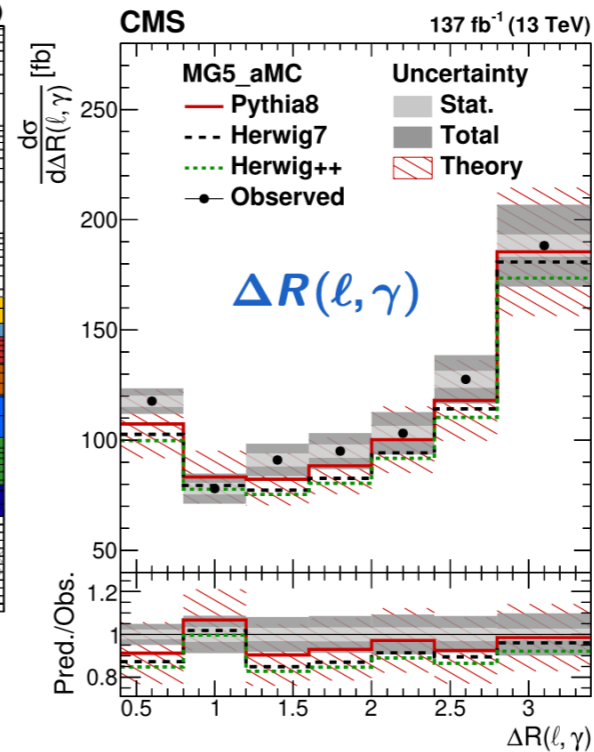 CMS 137 fb⁻¹ (13 TeV)
dσ
dΔR(ℓ, γ) [fb]
MG5_aMC Uncertainty
Pythia8 Stat.
Herwig7 Total
Herwig++ Theory
Observed
ΔR(ℓ, γ)
250
200
150
100
50
Pred./Obs.
1.2
1
0.8
0.5 1 1.5 2 2.5 3
ΔR(ℓ, γ)